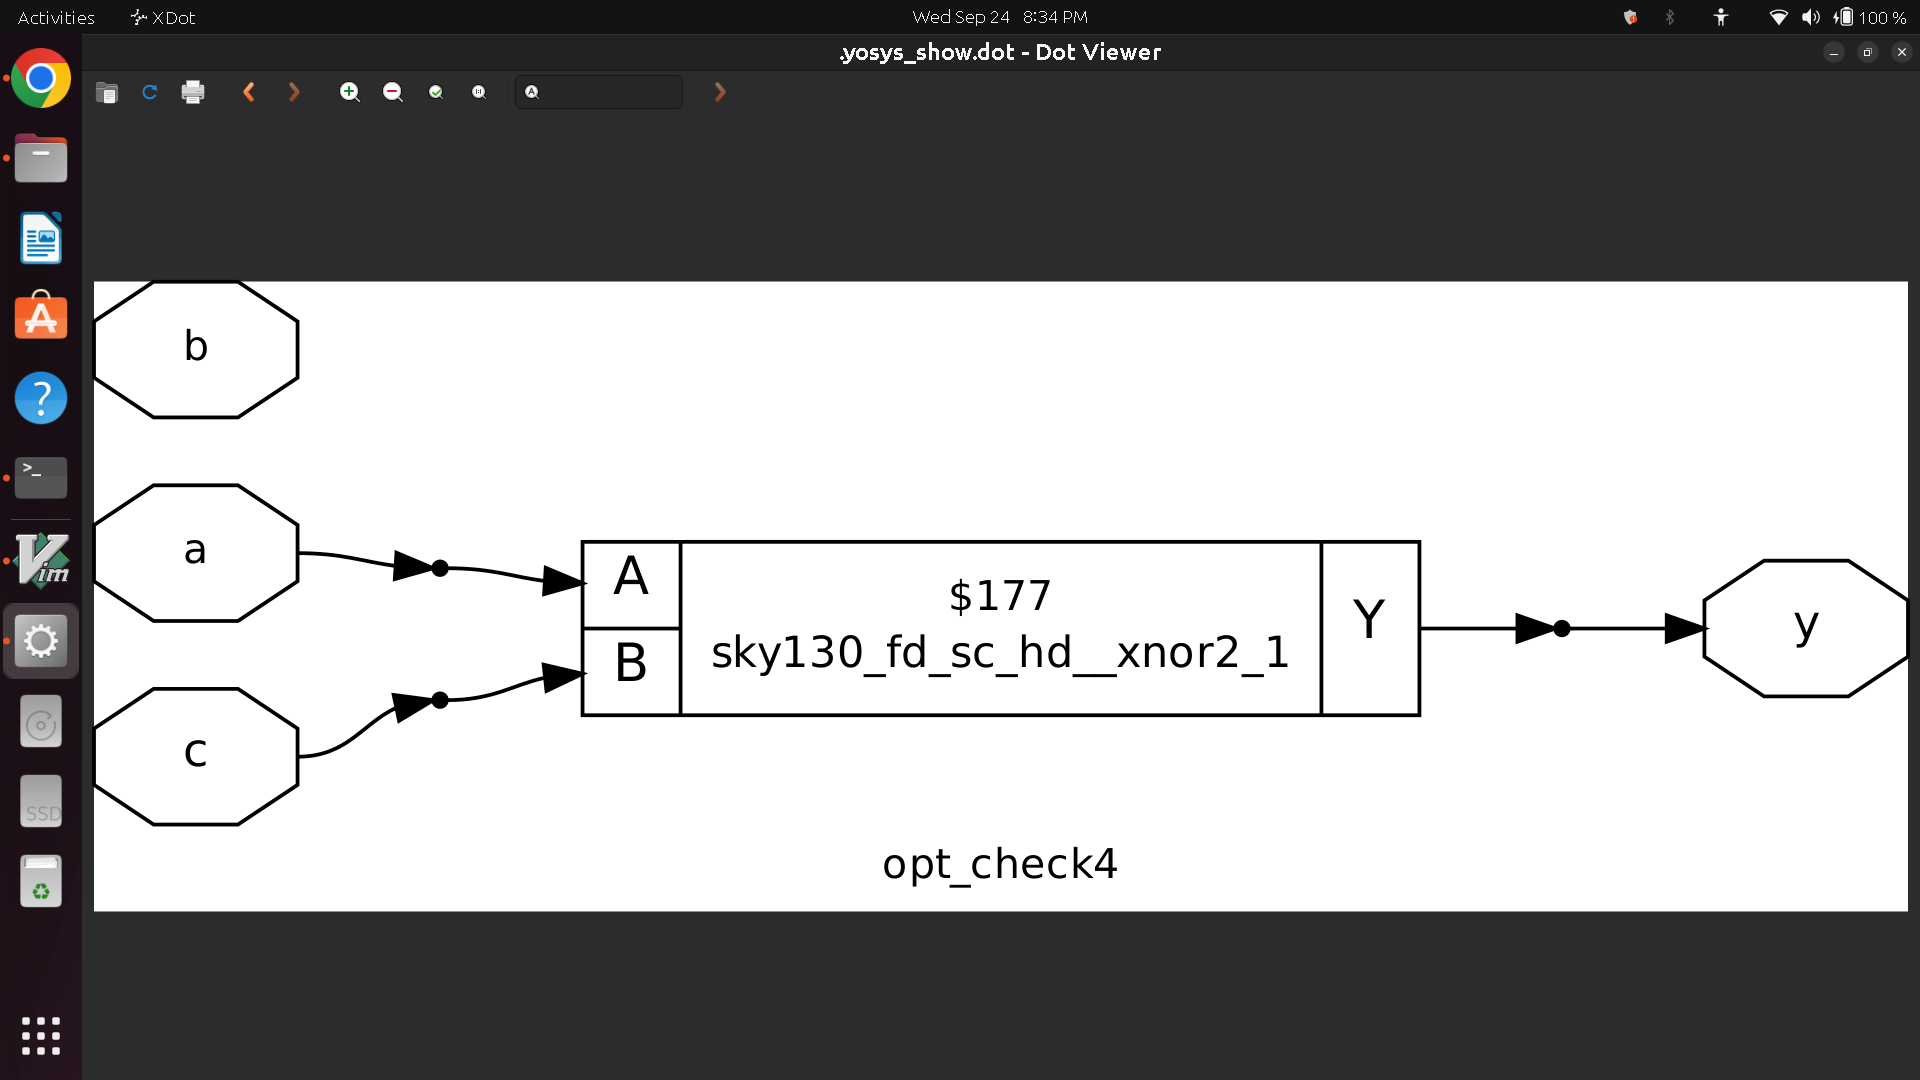 Activities
XDot
Wed Sep 24 8:34 PM
100 %
.yosys_show.dot - Dot Viewer
b
a
A
$177
Y
sky130_fd_sc_hd__xnor2_1
B
y
c
SSD
opt_check4